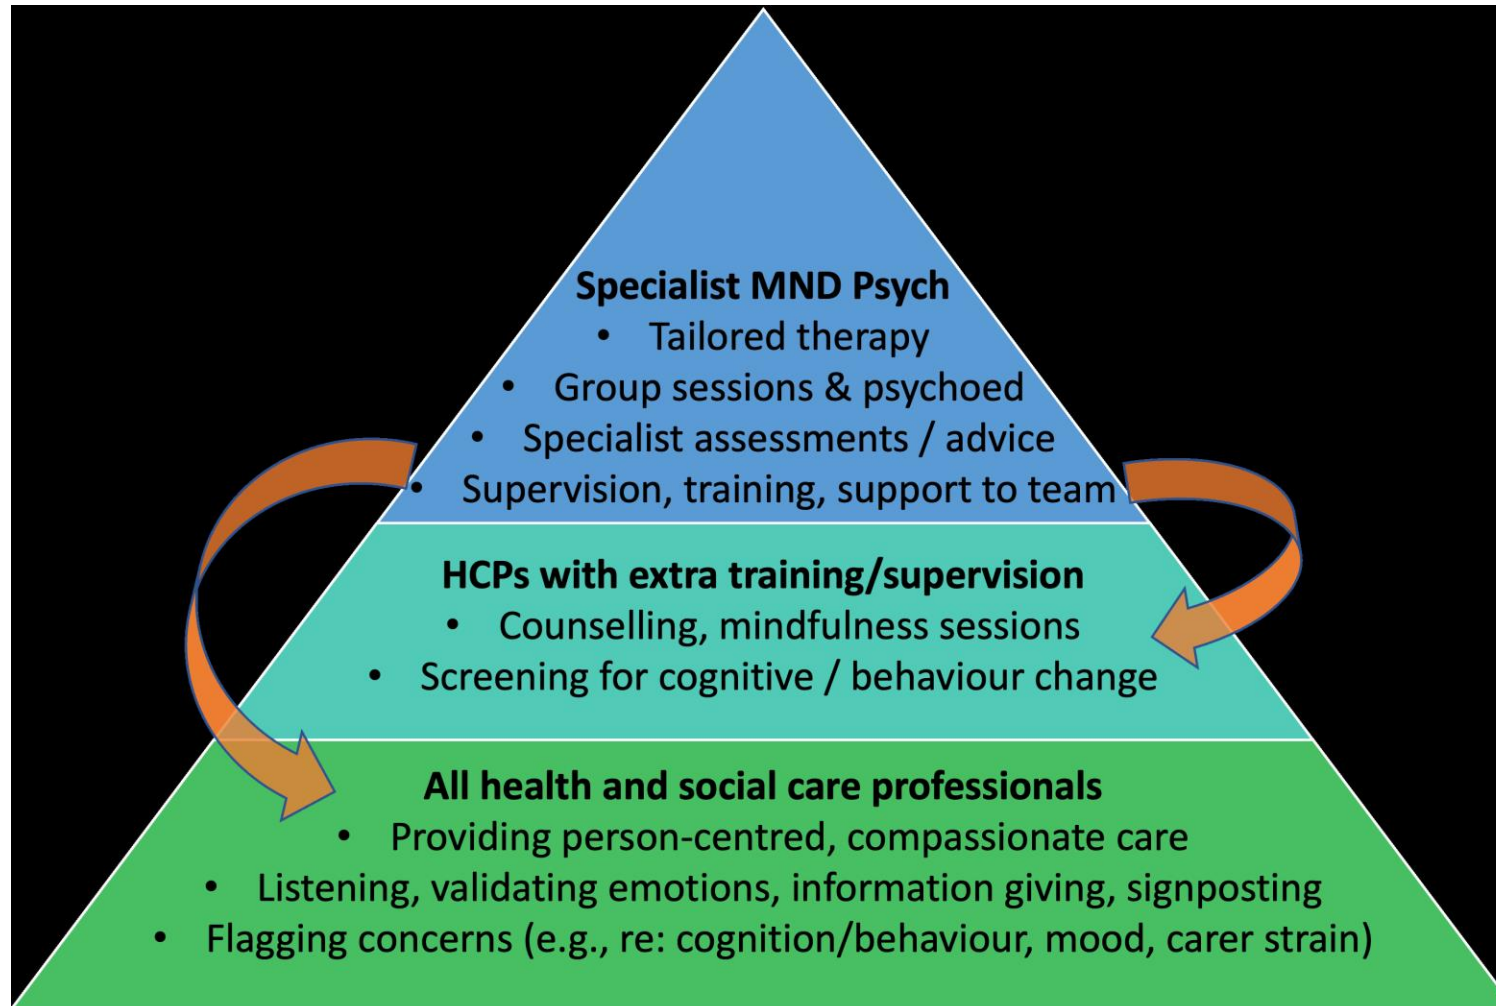 Specialist MND Psych
• Tailored therapy
• Group sessions & psychoed
• Specialist assessments / advice
• Supervision, training, support to team
HCPs with extra training/supervision
• Counselling, mindfulness sessions
• Screening for cognitive / behaviour change
All health and social care professionals
• Providing person-centred, compassionate care
• Listening, validating emotions, information giving, signposting
• Flagging concerns (e.g., re: cognition/behaviour, mood, carer strain)